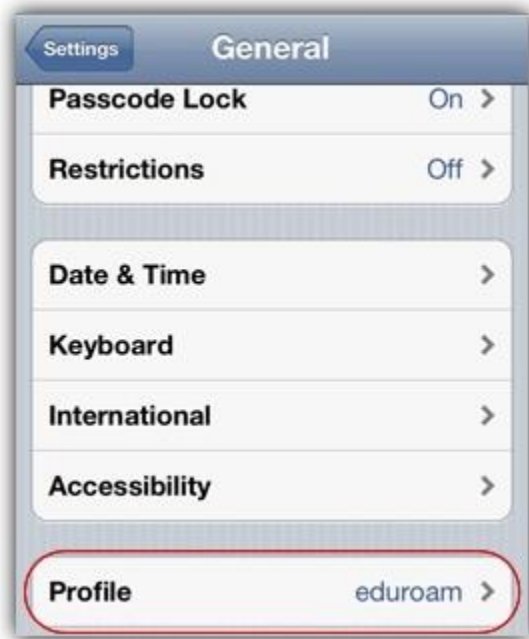 Settings General
Passcode Lock On
Restrictions Off
Date & Time
Keyboard
International
Accessibility
Profile eduroam